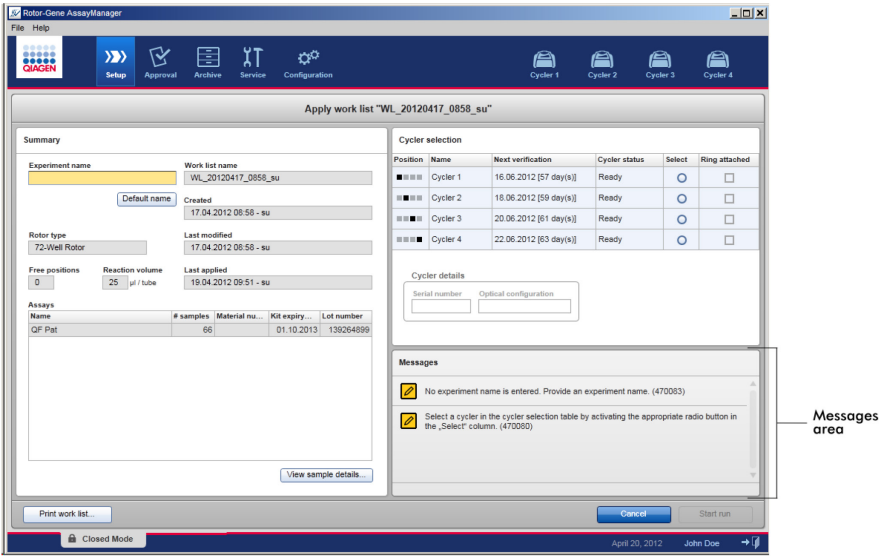 Rotor-Gene AssayManager
File Help
QIAGEN
Setup Approval Archive Service Configuration Cycler 1 Cycler 2 Cycler 3 Cycler 4
Apply work list "WL_20120417_0858_su"
Summary
Experiment name Work list name
WL_20120417_0858_su
Default name Created
17.04.2012 08:58 - su
Rotor type Last modified
72-Well Rotor 17.04.2012 08:58 - su
Free positions Reaction volume Last applied
0 25 µl / tube 19.04.2012 09:51 - su
Assays
Name # samples Material nu... Kit expiry... Lot number
QF Pat 66 01.10.2013 139264899
View sample details...
Cycler selection
Position Name Next verification Cycler status Select Ring attached
Cycler 1 16.06.2012 [57 day(s)] Ready
Cycler 2 18.06.2012 [59 day(s)] Ready
Cycler 3 20.06.2012 [61 day(s)] Ready
Cycler 4 22.06.2012 [63 day(s)] Ready
Cycler details
Serial number Optical configuration
Messages
No experiment name is entered. Provide an experiment name. (470083)
Select a cycler in the cycler selection table by activating the appropriate radio button in
the „Select" column. (470080)
Messages
area
Print work list... Cancel Start run
Closed Mode April 20, 2012 John Doe